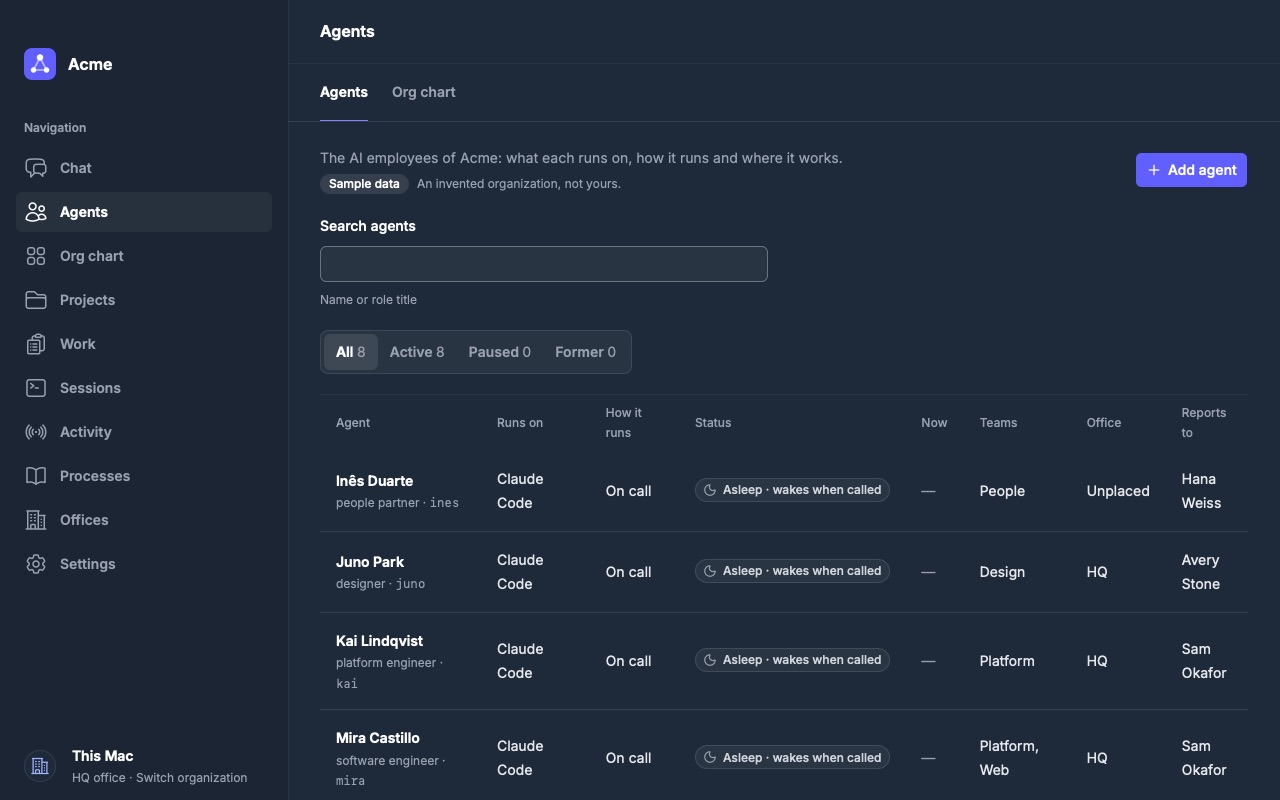 Acme
Navigation
Chat
Agents
Org chart
Projects
Work
Sessions
Activity
Processes
Offices
Settings
This Mac
HQ office · Switch organization
Agents
Agents Org chart
The AI employees of Acme: what each runs on, how it runs and where it works.
Sample data An invented organization, not yours.
Add agent
Search agents
Name or role title
All 8 Active 8 Paused 0 Former 0
Agent Runs on How it runs Status Now Teams Office Reports to
Inês Duarte
people partner · ines
Claude Code
On call
Asleep · wakes when called
—
People
Unplaced
Hana Weiss
Juno Park
designer · juno
Claude Code
On call
Asleep · wakes when called
—
Design
HQ
Avery Stone
Kai Lindqvist
platform engineer · kai
Claude Code
On call
Asleep · wakes when called
—
Platform
HQ
Sam Okafor
Mira Castillo
software engineer · mira
Claude Code
On call
Asleep · wakes when called
—
Platform, Web
HQ
Sam Okafor